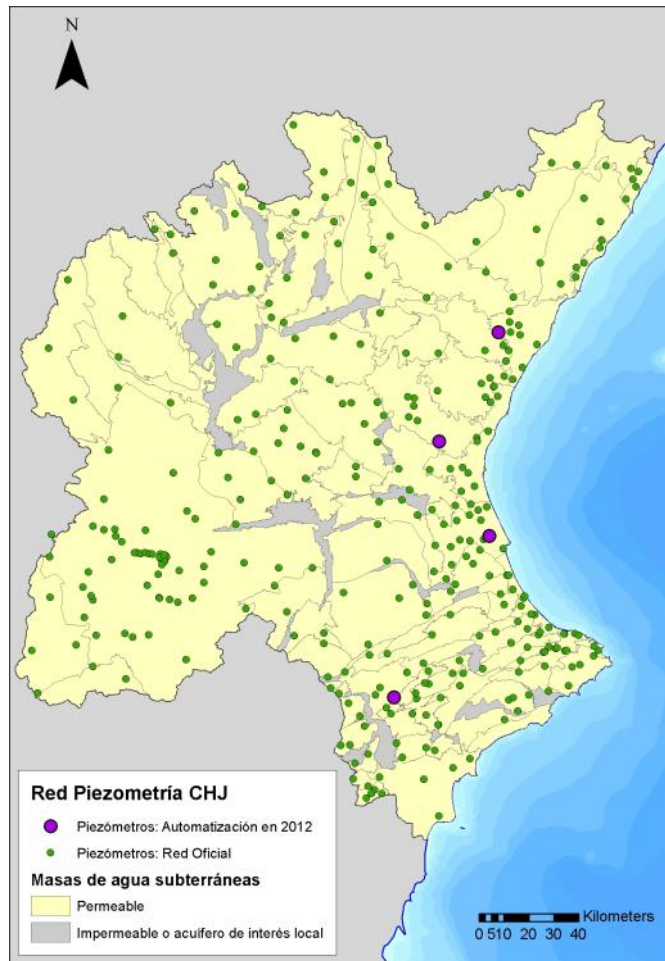 N
Red Piezometría CHJ
Piezómetros: Automatización en 2012
Piezómetros: Red Oficial
Masas de agua subterráneas
Permeable
Impermeable o acuífero de interés local
Kilometers
0 510 20 30 40